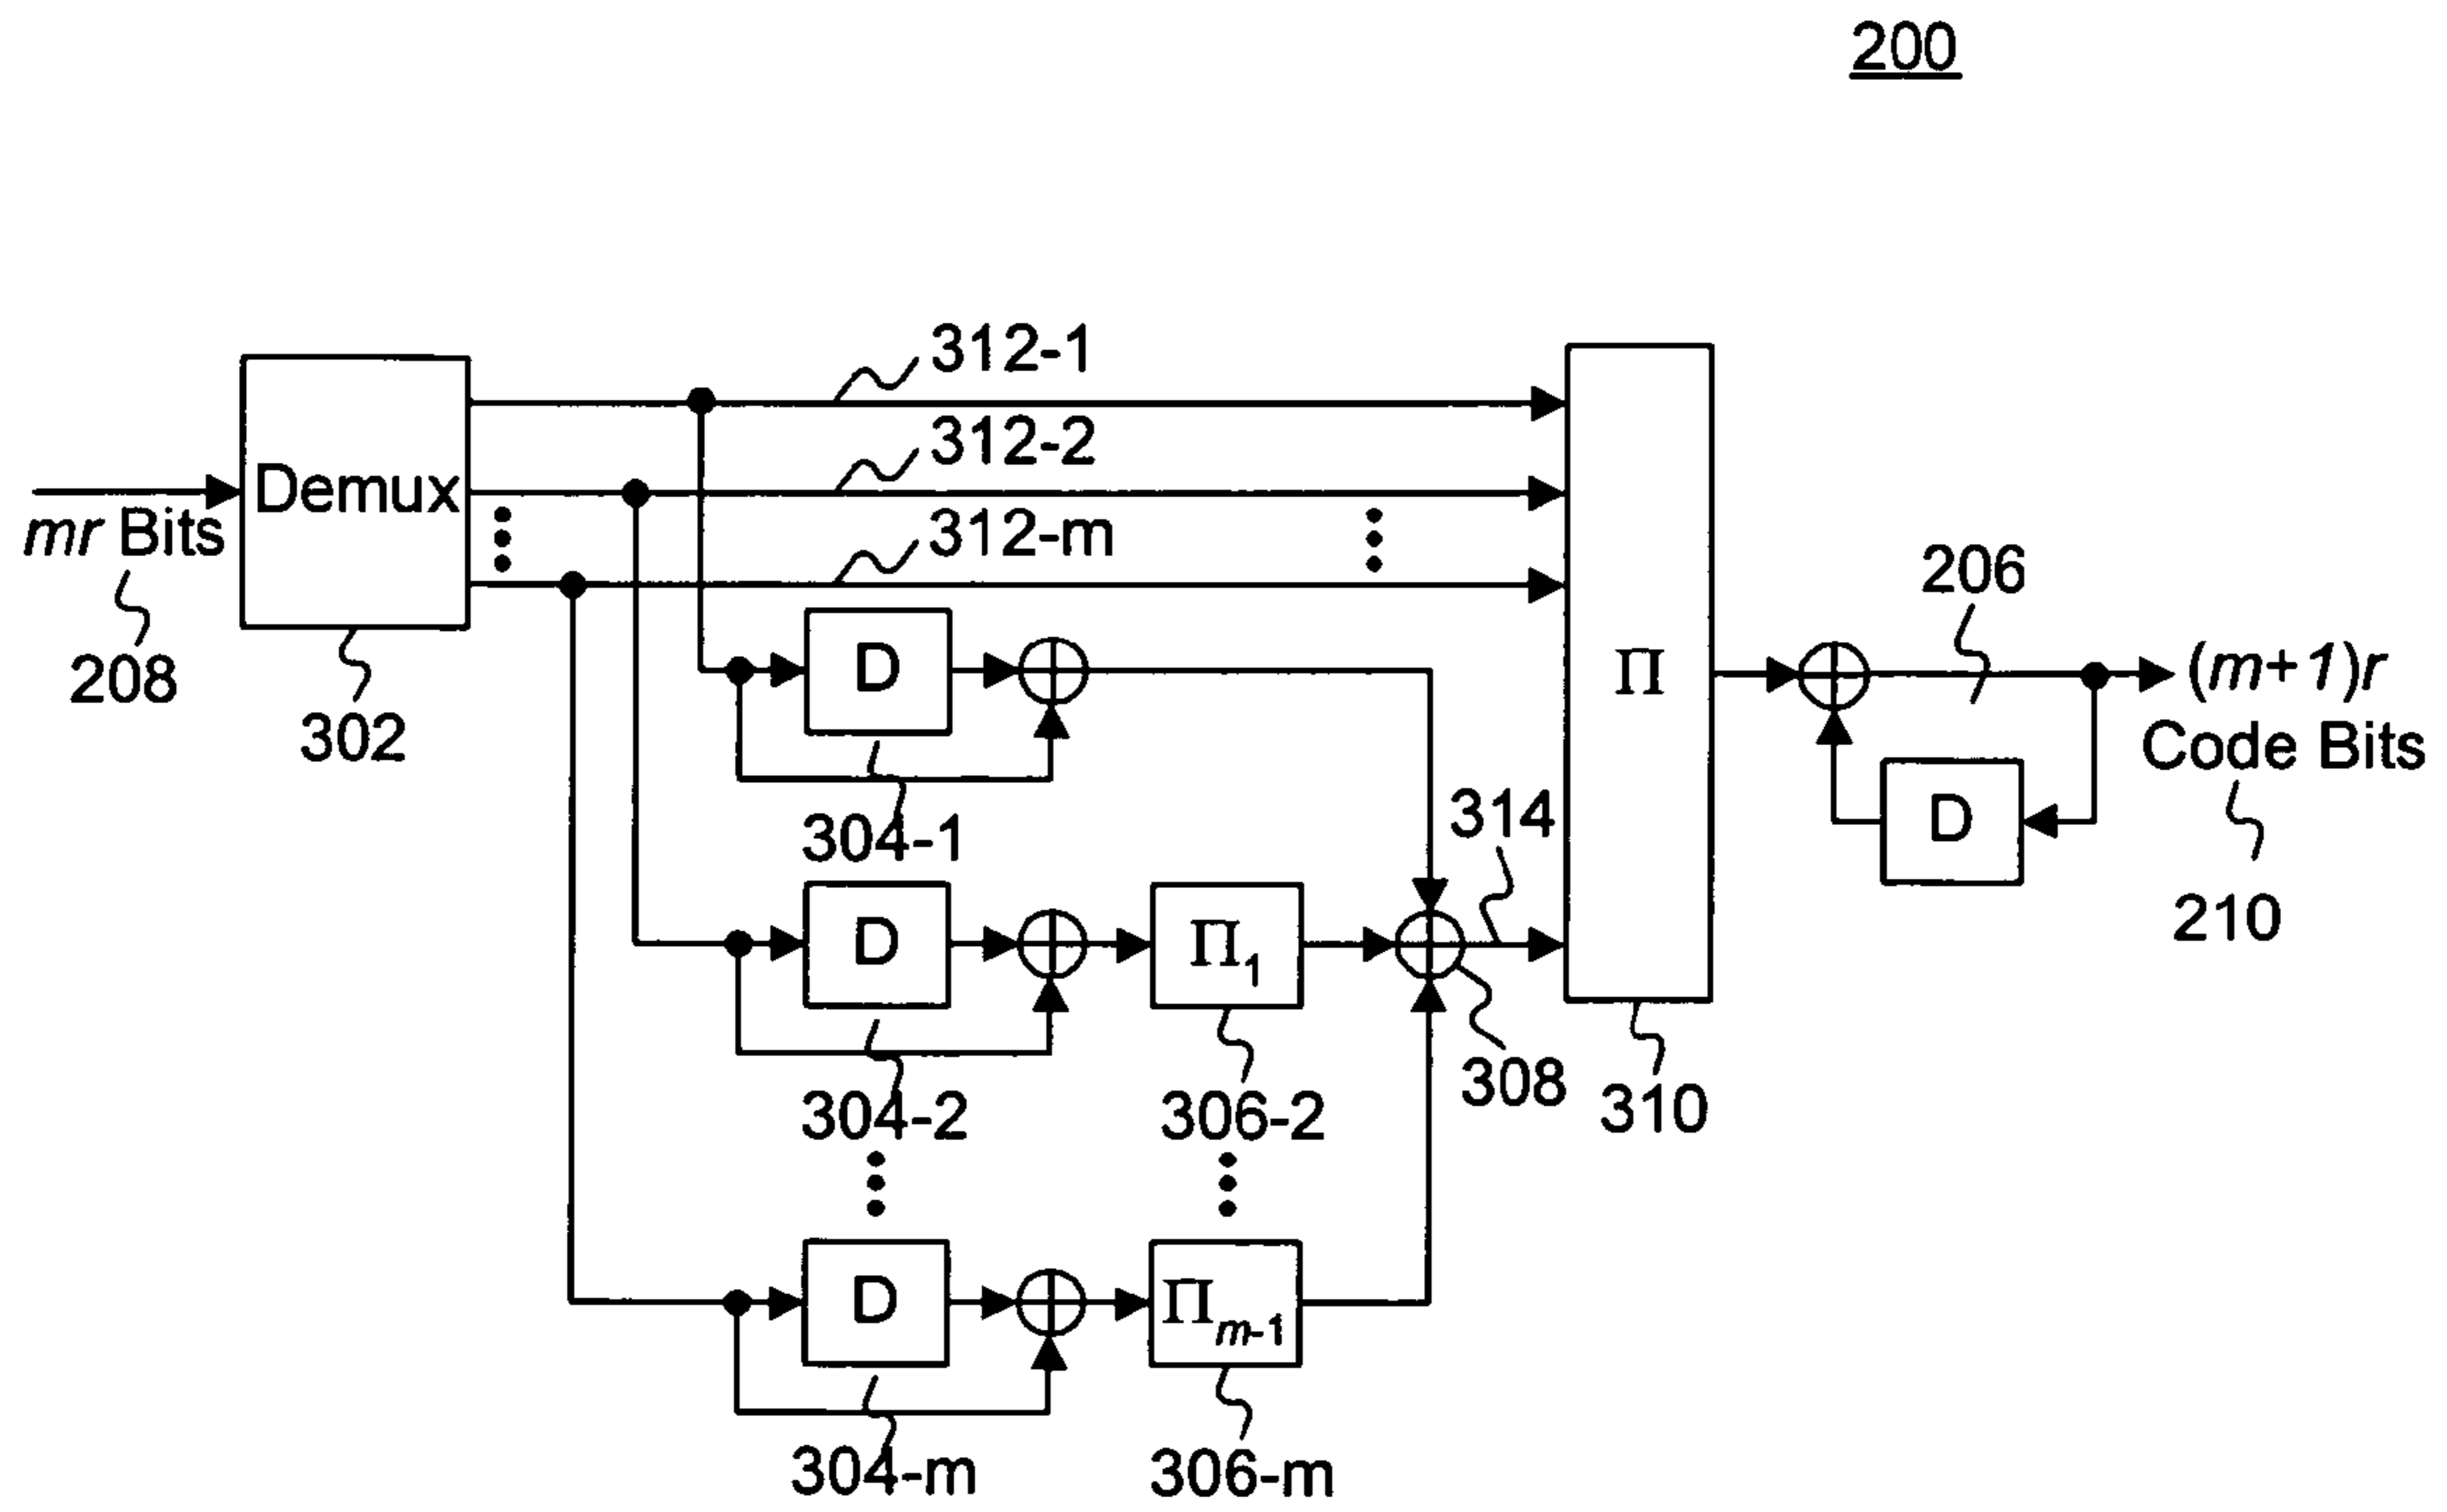 200
312-1
312-2
312-m
Demux
mr Bits
208
302
D
304-1
D
304-2
Π1
306-2
D
304-m
Πm-1
306-m
314
308
Π
310
206
D
(m+1)r
Code Bits
210